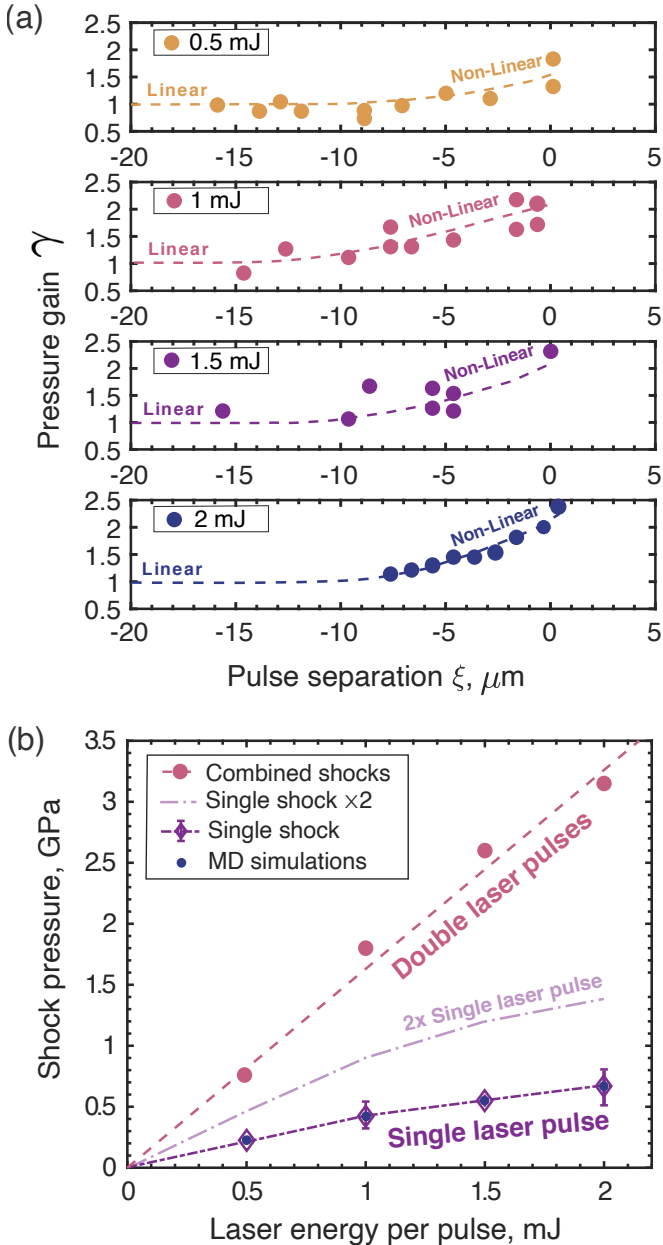 (a)
0.5 mJ
Linear
Non-Linear
2.5
2
1.5
1
0.5
-20 -15 -10 -5 0 5
1 mJ
Linear
Non-Linear
2.5
2
1.5
1
0.5
-20 -15 -10 -5 0 5
Pressure gain γ
1.5 mJ
Linear
Non-Linear
2.5
2
1.5
1
0.5
-20 -15 -10 -5 0 5
2 mJ
Linear
Non-Linear
2.5
2
1.5
1
0.5
-20 -15 -10 -5 0 5
Pulse separation ξ, μm
(b)
3.5
3
2.5
2
1.5
1
0.5
0
Shock pressure, GPa
Combined shocks
Single shock ×2
Single shock
MD simulations
Double laser pulses
2x Single laser pulse
Single laser pulse
0 0.5 1 1.5 2
Laser energy per pulse, mJ